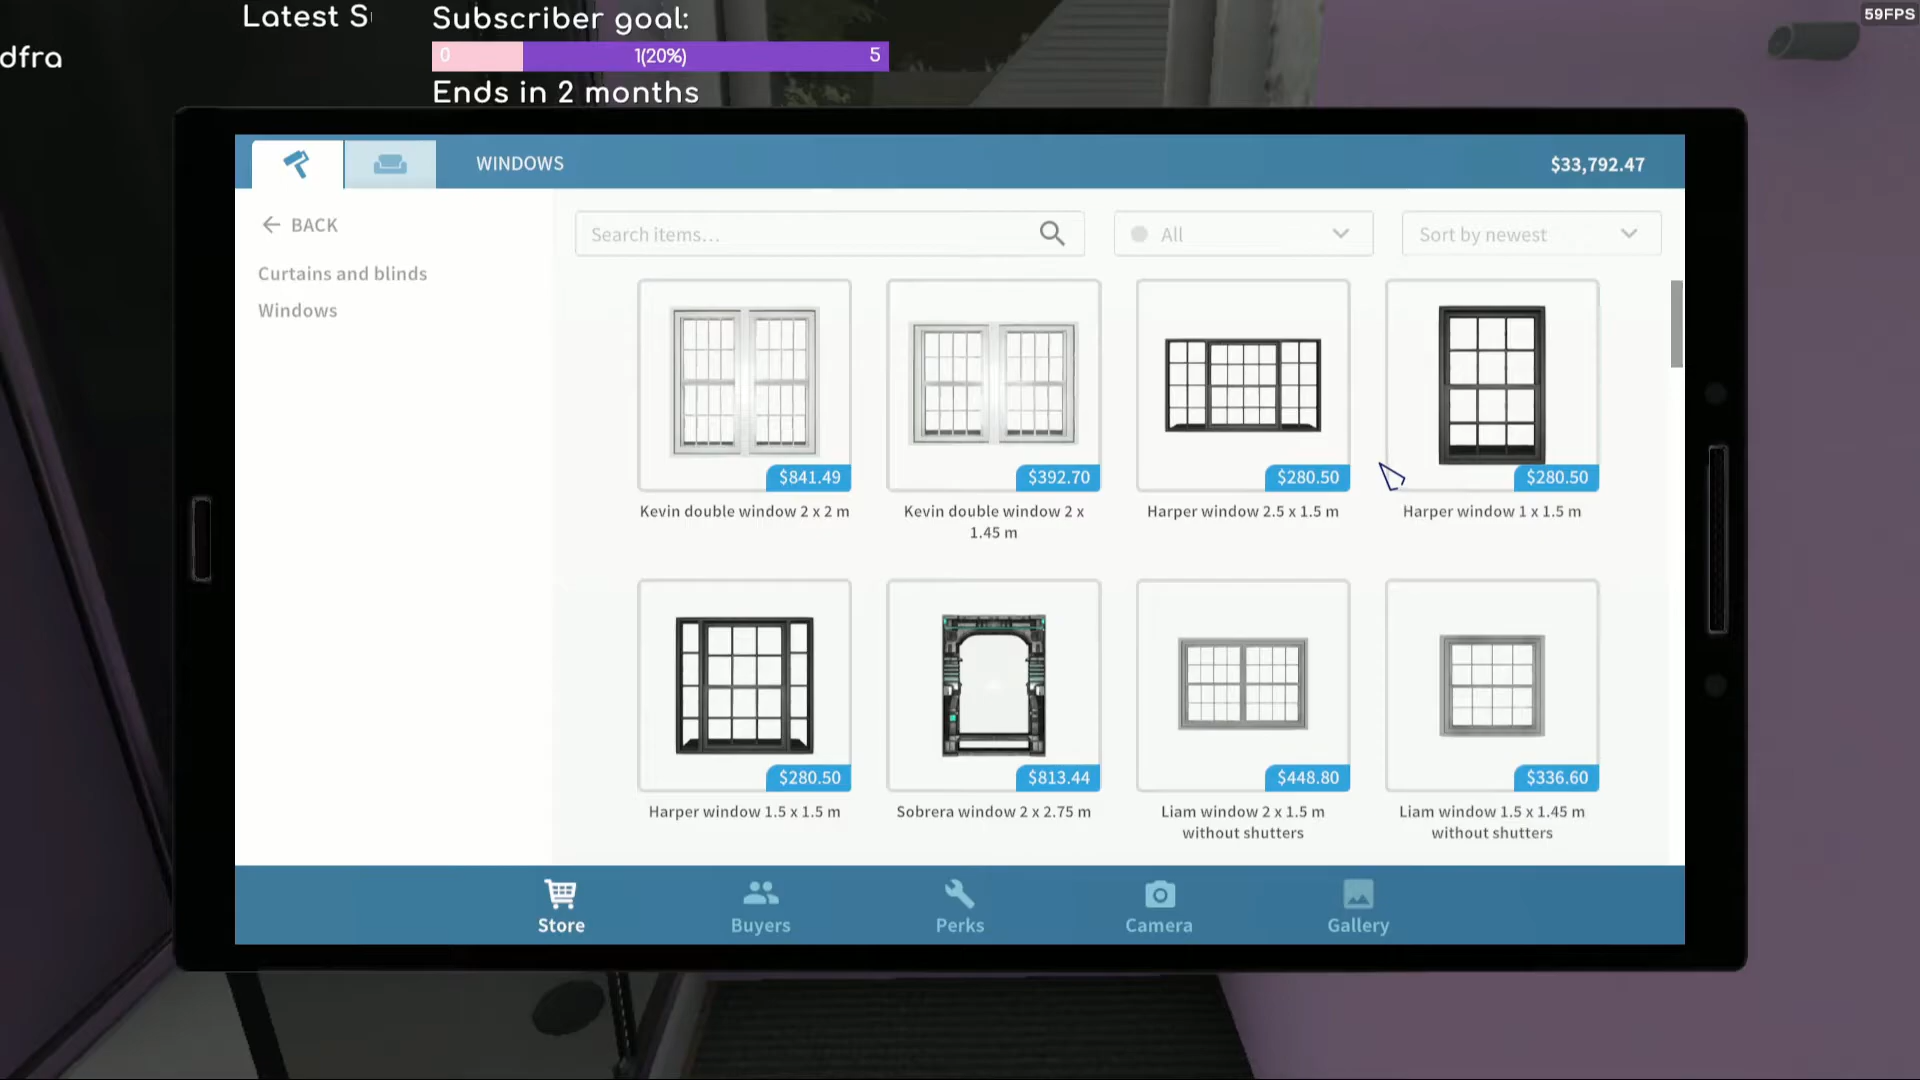 59FPS
Latest S
Subscriber goal:
dfra
0 1(20%) 5
Ends in 2 months
WINDOWS
$33,792.47
BACK
Curtains and blinds
Windows
Search items...
All
Sort by newest
$841.49
Kevin double window 2 x 2 m
$392.70
Kevin double window 2 x
1.45 m
$280.50
Harper window 2.5 x 1.5 m
$280.50
Harper window 1 x 1.5 m
$280.50
Harper window 1.5 x 1.5 m
$813.44
Sobrera window 2 x 2.75 m
$448.80
Liam window 2 x 1.5 m
without shutters
$336.60
Liam window 1.5 x 1.45 m
without shutters
Store
Buyers
Perks
Camera
Gallery